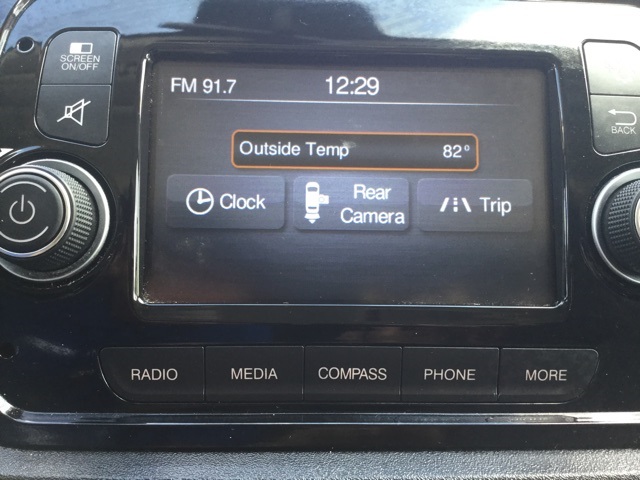 SCREEN
ON/OFF
BACK
FM 91.7 12:29
Outside Temp 82°
Clock
Rear
Camera
Trip
RADIO MEDIA COMPASS PHONE MORE